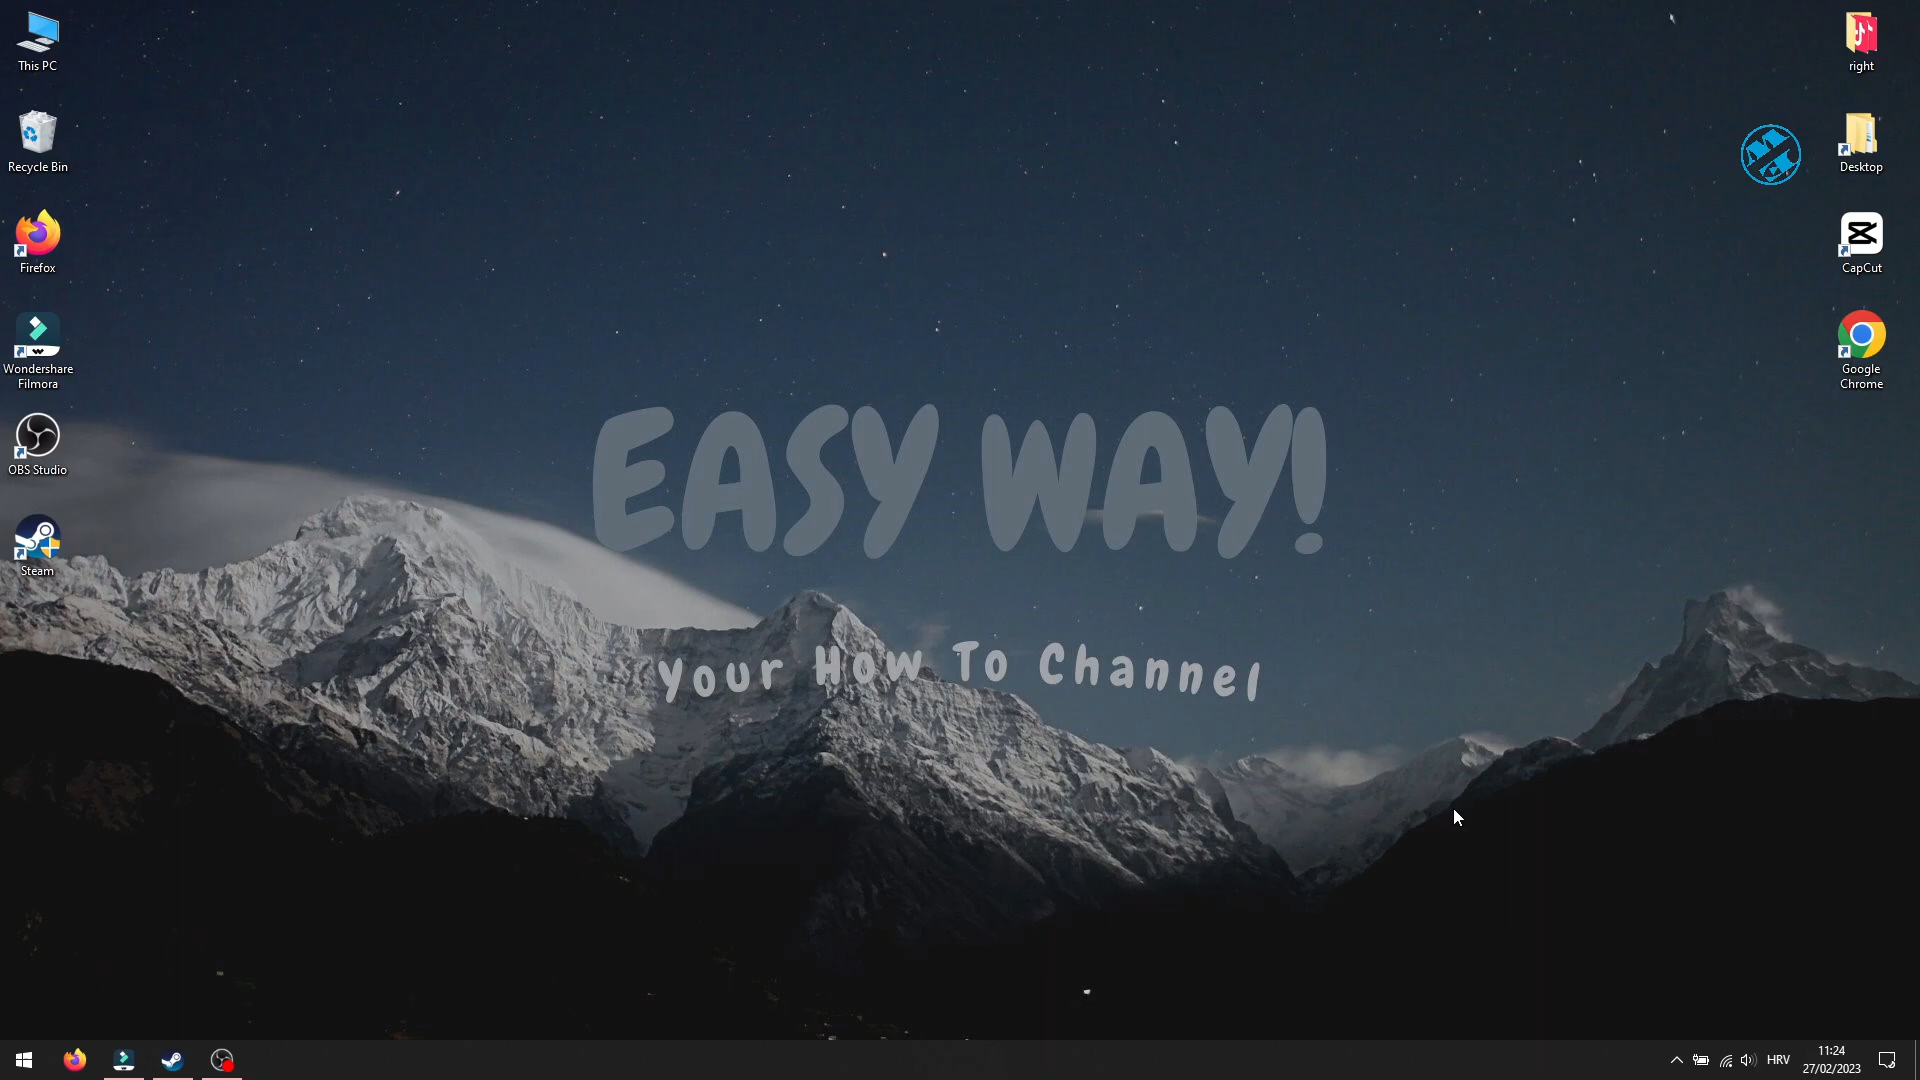 This PC
Recycle Bin
Firefox
Wondershare
Filmora
OBS Studio
Steam
right
Desktop
CapCut
Google
Chrome
EASY WAY!
Your How To Channel
HRV
11:24
27/02/2023